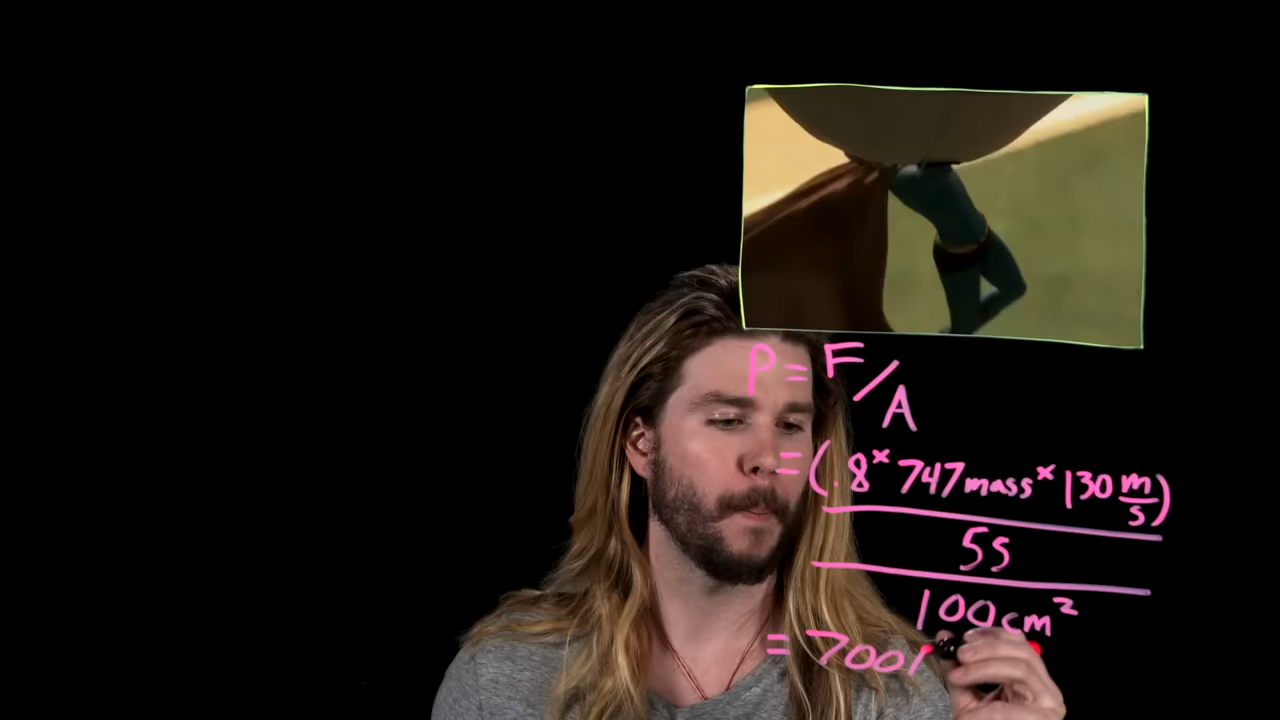 P = F/A
= (.8 × 747mass × 130 m/s)
5s
100cm²
= 700